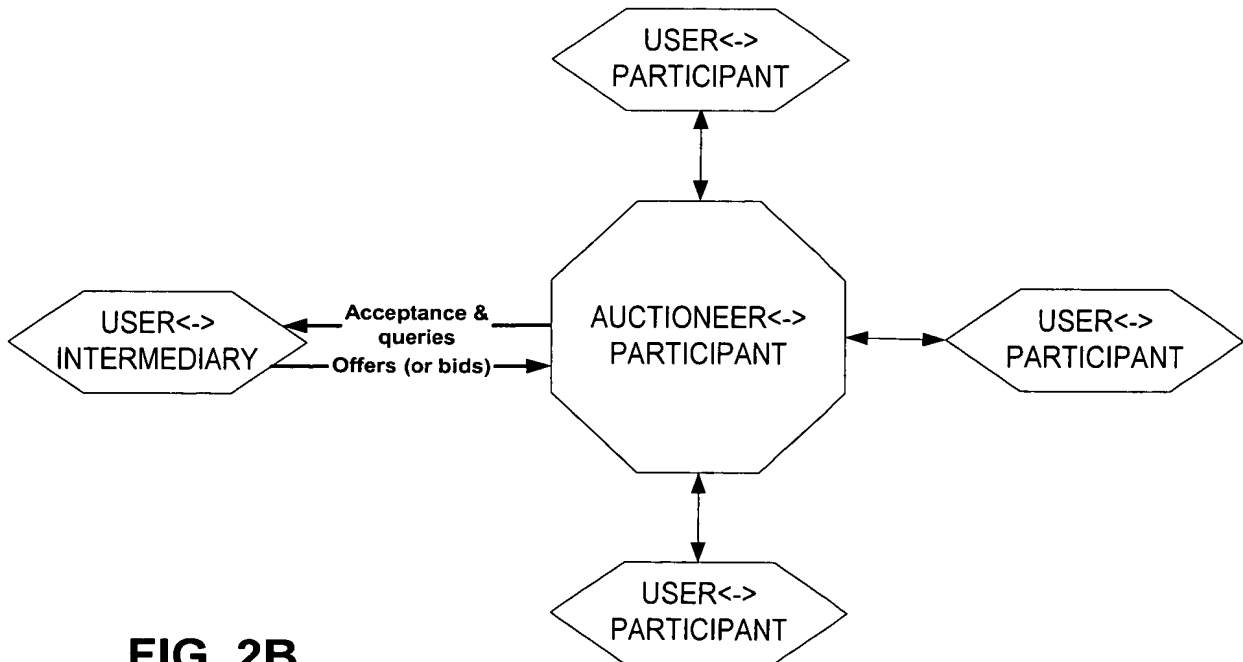 USER<->
PARTICIPANT
USER<->
INTERMEDIARY
Acceptance &
queries
Offers (or bids)
AUCTIONEER<->
PARTICIPANT
USER<->
PARTICIPANT
USER<->
PARTICIPANT
FIG. 2B